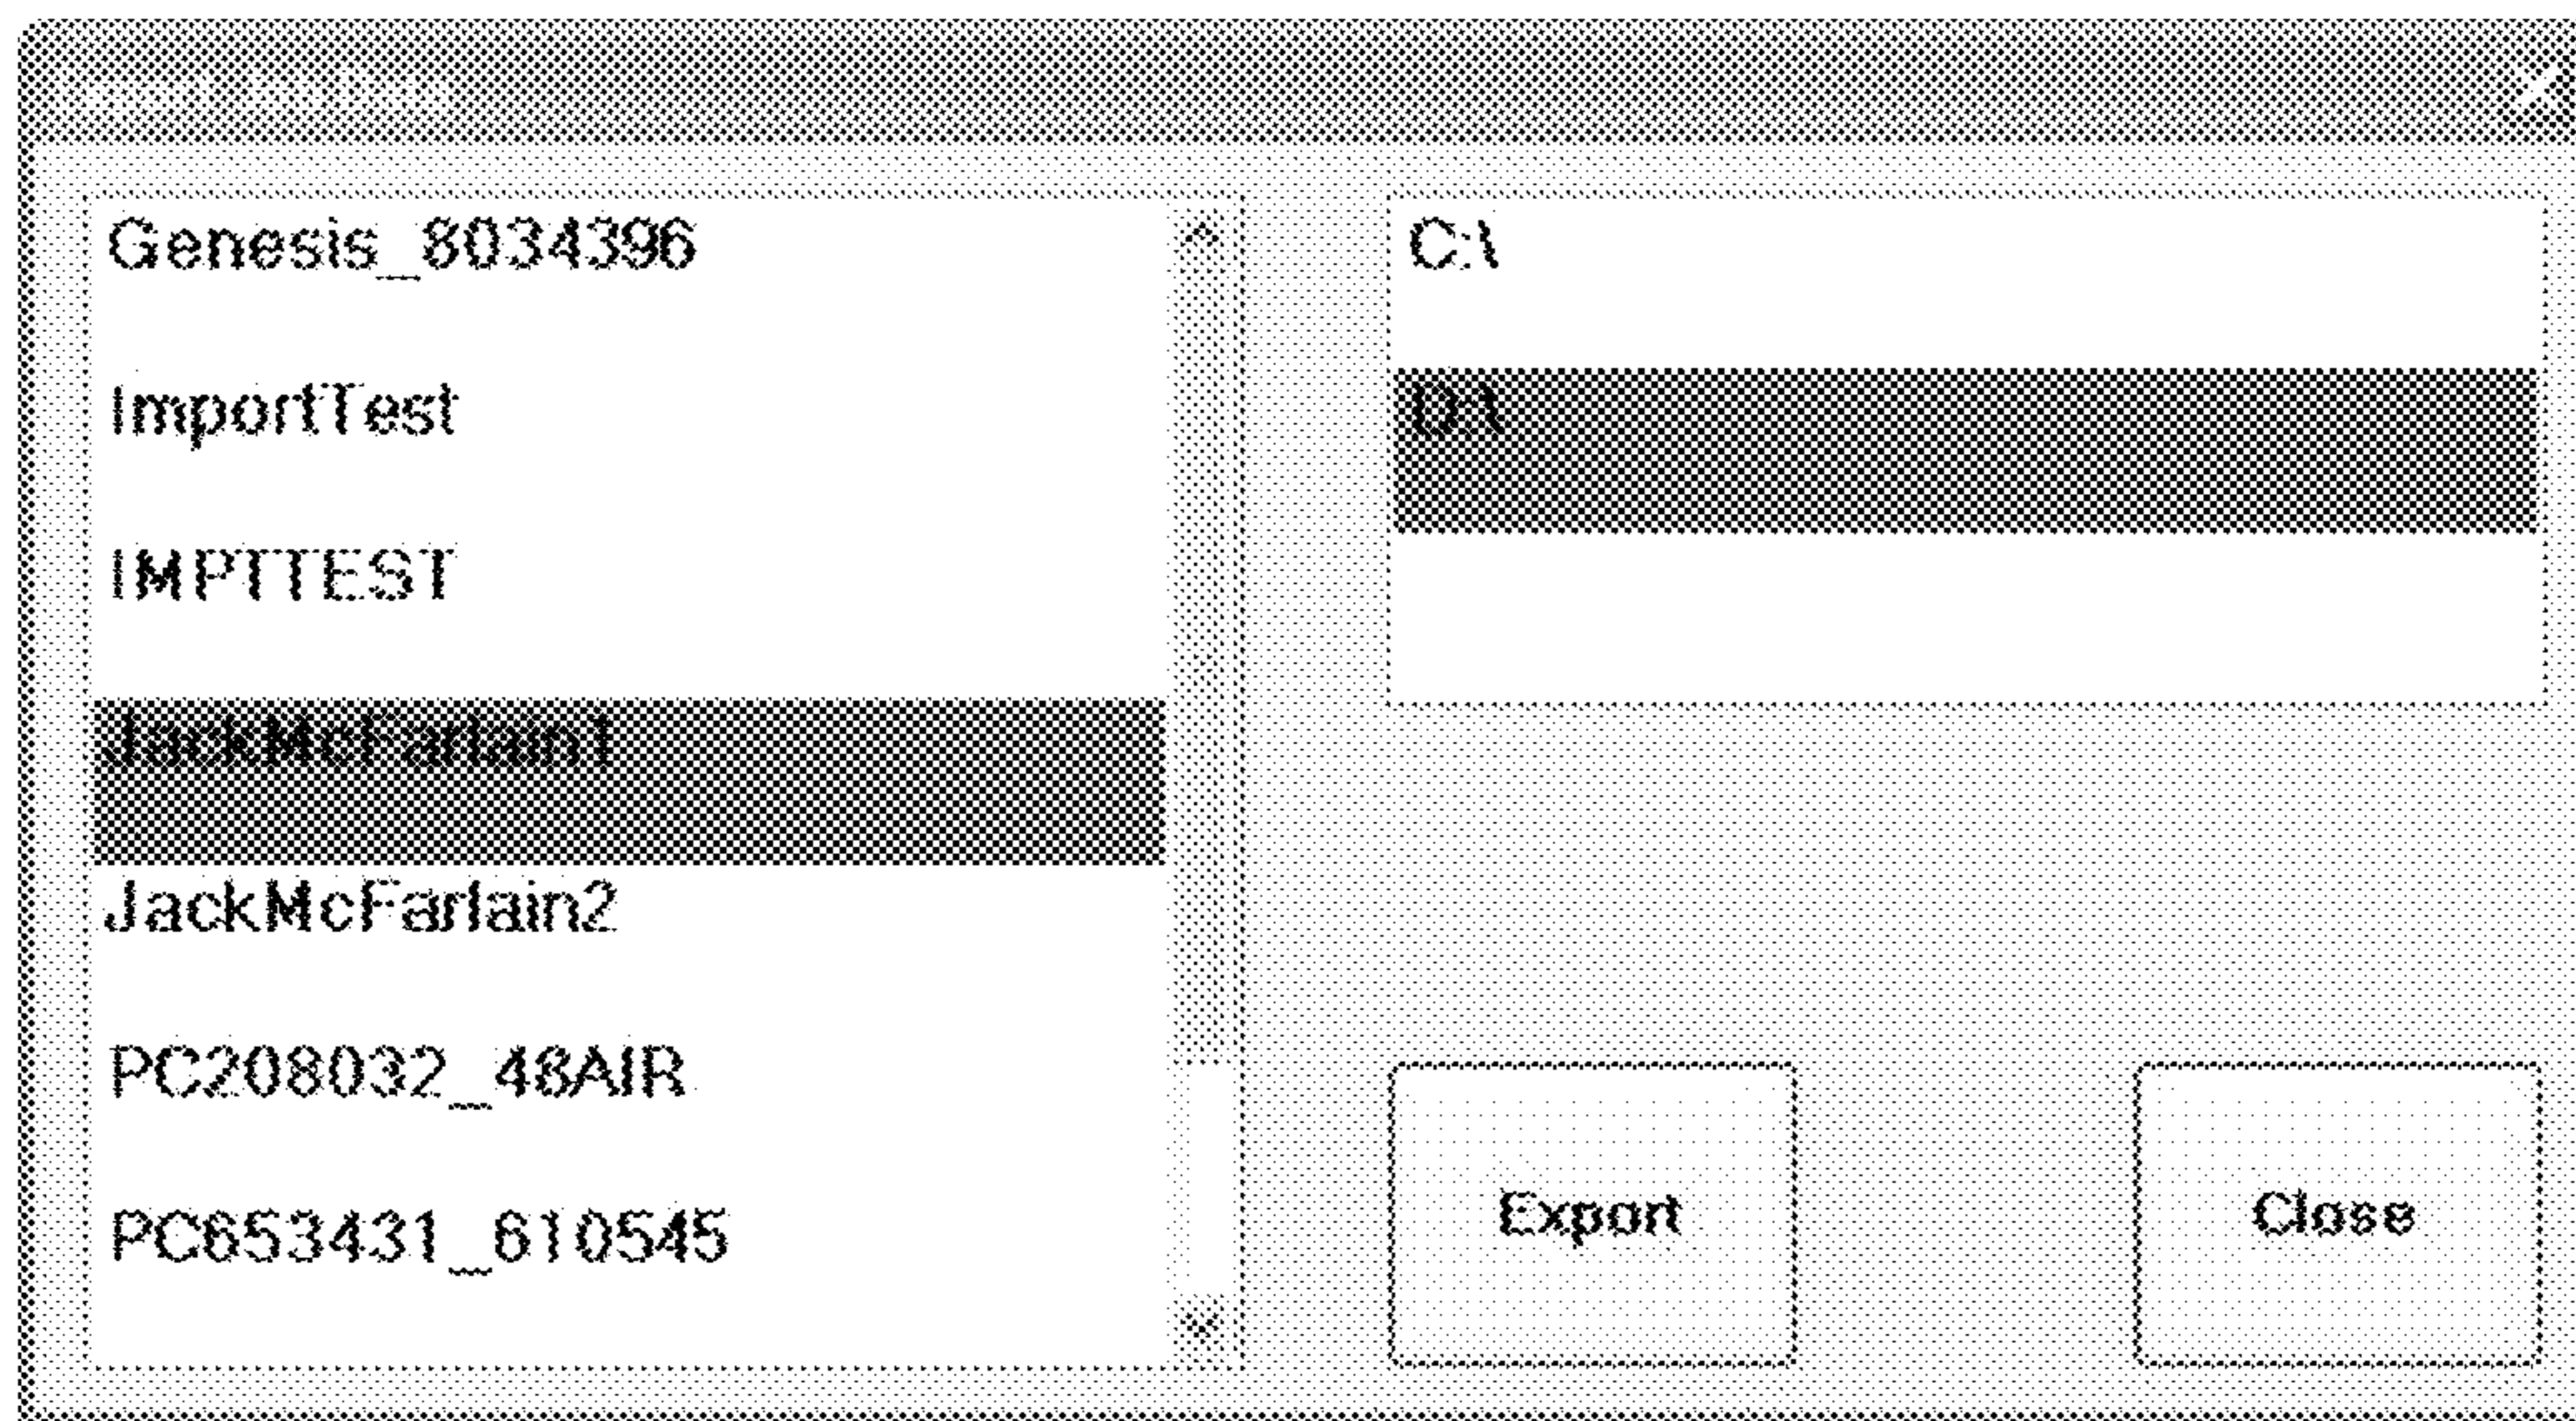 Genesis_8034396
ImportTest
IMPTTEST
JackMcFarlain1
JackMcFarlain2
PC208032_48AIR
PC653431_610545
C:\
D:\
Export
Close